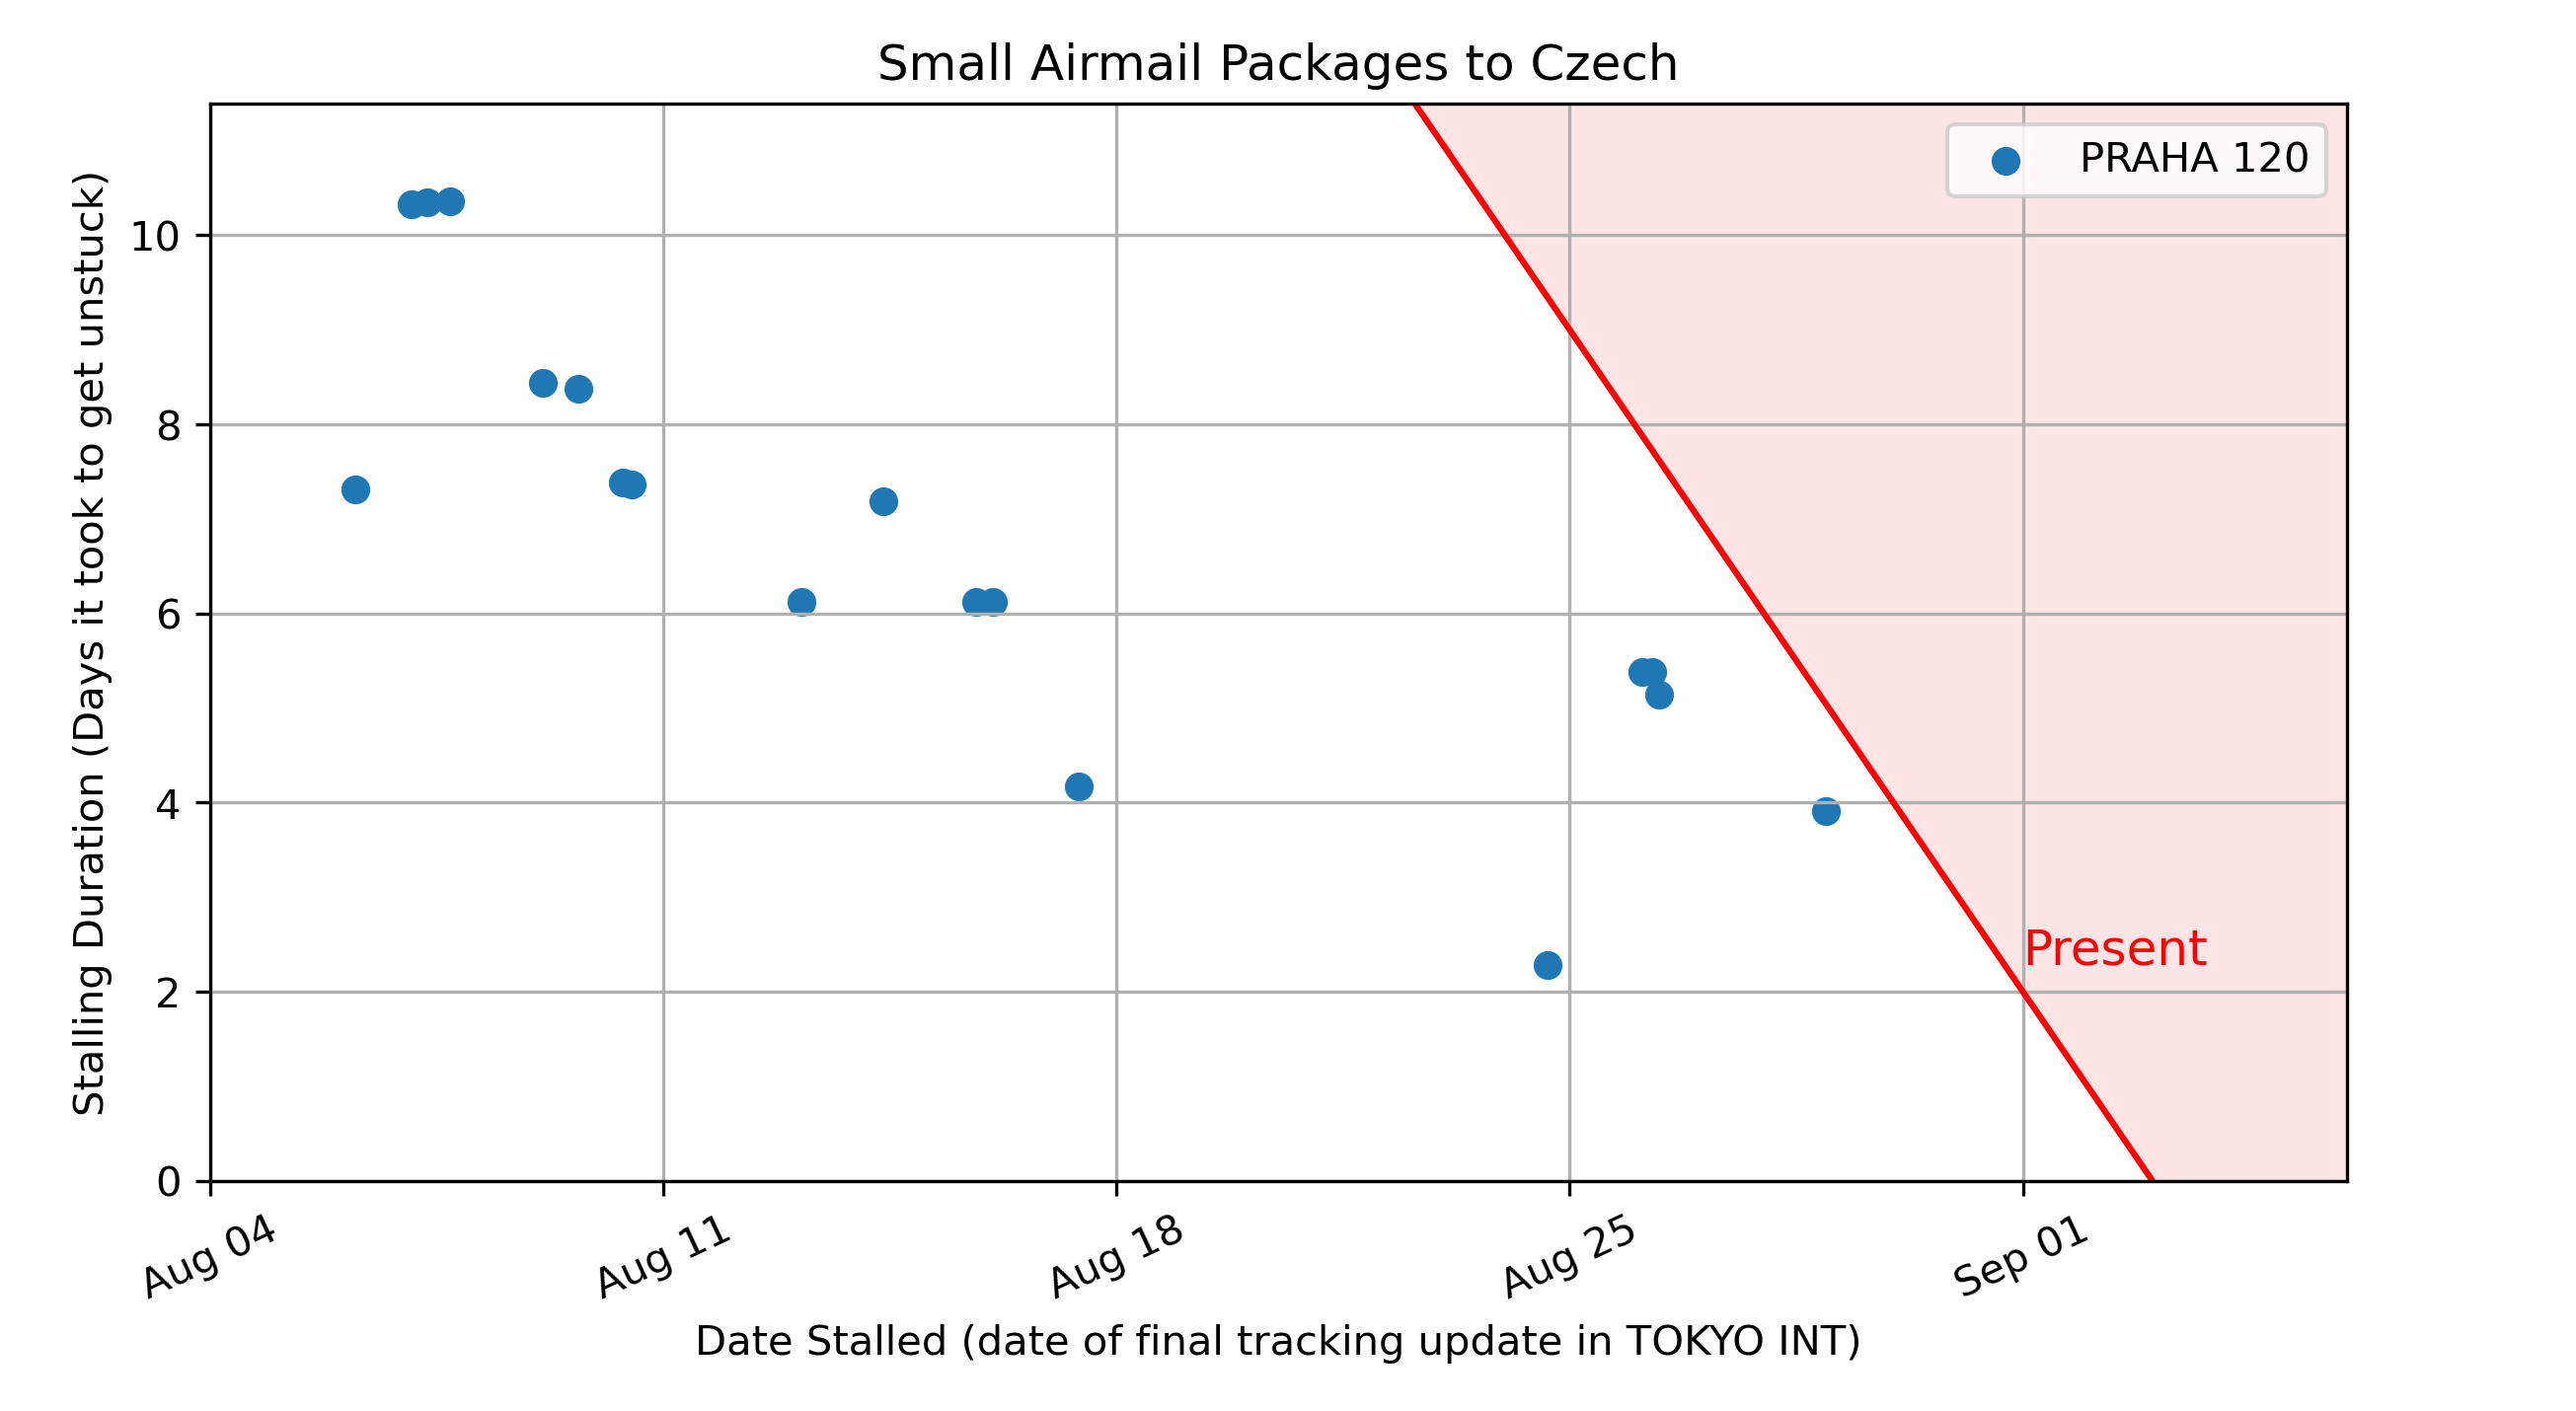 Small Airmail Packages to Czech
PRAHA 120
Stalling Duration (Days it took to get unstuck)
10
8
6
4
2
0
Present
Aug 04
Aug 11
Aug 18
Aug 25
Sep 01
Date Stalled (date of final tracking update in TOKYO INT)